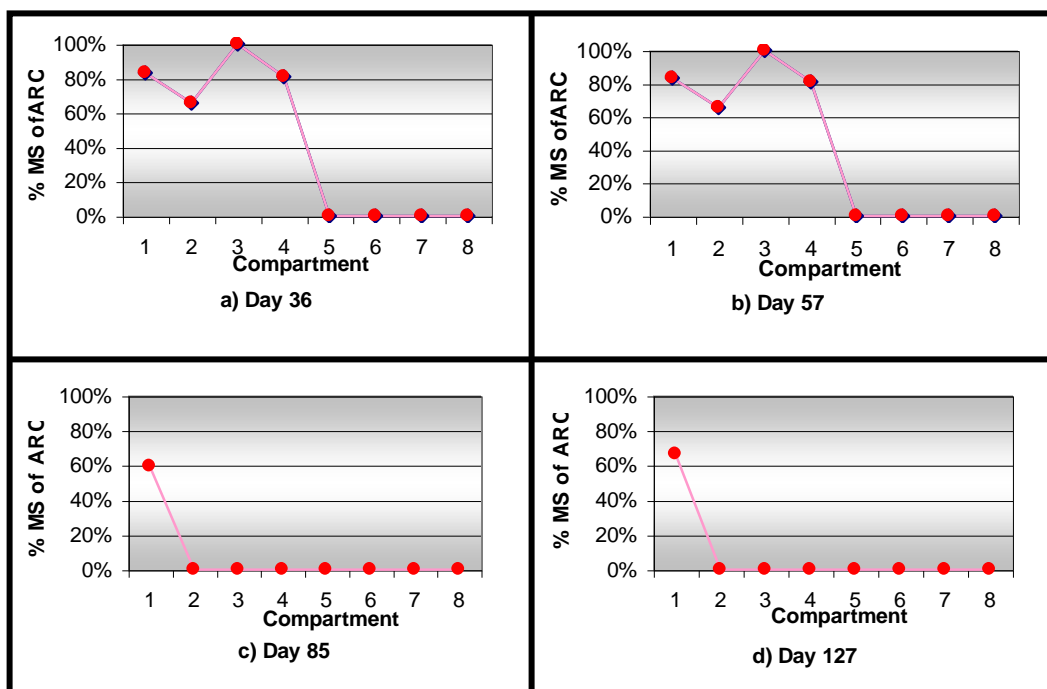 100%
80%
60%
40%
20%
0%
% MS ofARC
1 2 3 4 5 6 7 8
Compartment
a) Day 36
100%
80%
60%
40%
20%
0%
% MS ofARC
1 2 3 4 5 6 7 8
Compartment
b) Day 57
100%
80%
60%
40%
20%
0%
% MS of ARC
1 2 3 4 5 6 7 8
Compartment
c) Day 85
100%
80%
60%
40%
20%
0%
% MS of ARC
1 2 3 4 5 6 7 8
Compartment
d) Day 127